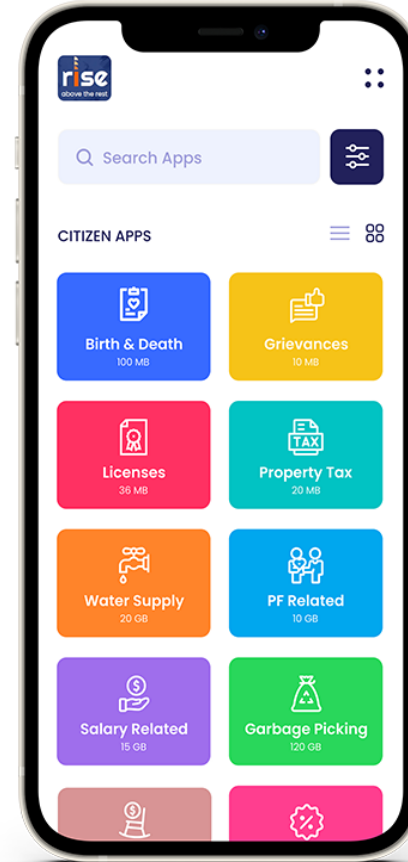 rise
above the rest
Search Apps
CITIZEN APPS
Birth & Death
100 MB
Grievances
10 MB
Licenses
36 MB
TAX
Property Tax
20 MB
Water Supply
20 GB
PF Related
10 GB
Salary Related
15 GB
Garbage Picking
120 GB